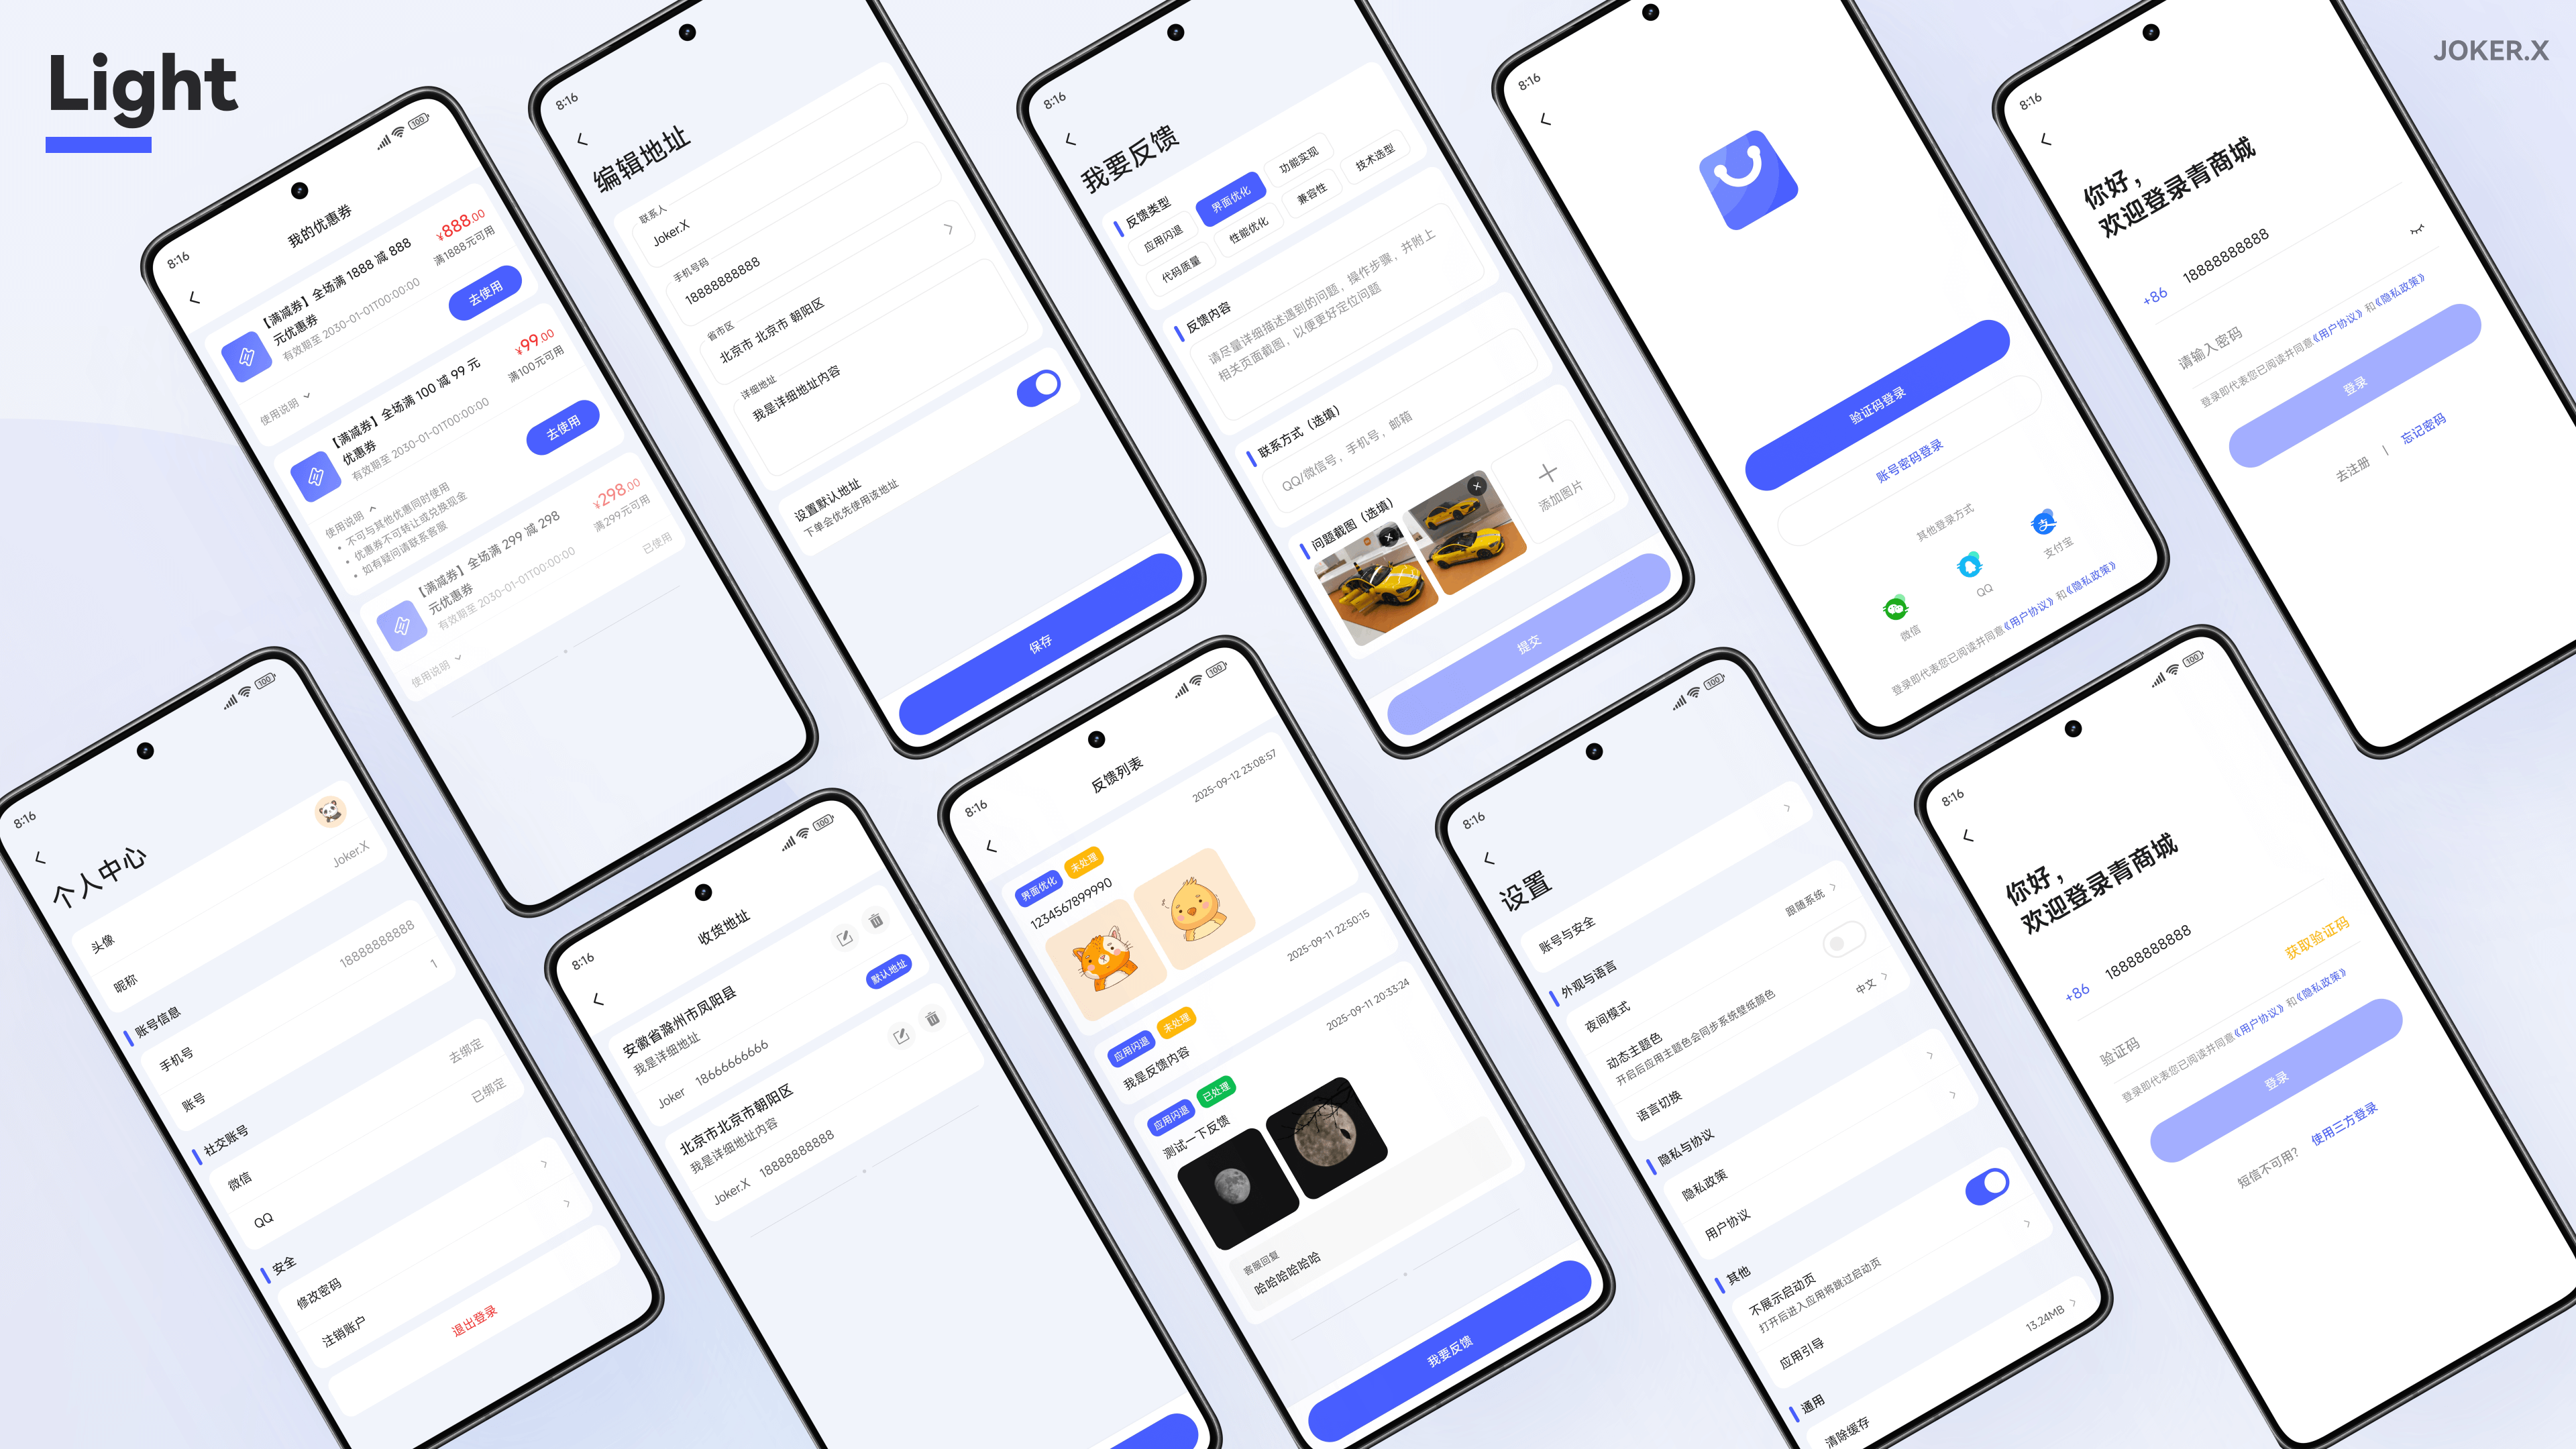 Light
JOKER.X
8:16
100
我的优惠券
【满减券】全场满 1888 减 888
元优惠券
有效期至 2030-01-01T00:00:00
¥888.00
满1888元可用
去使用
使用说明
【满减券】全场满 100 减 99 元
优惠券
有效期至 2030-01-01T00:00:00
¥99.00
满100元可用
去使用
使用说明
• 不可与其他优惠同时使用
• 优惠券不可转让或兑换现金
• 如有疑问请联系客服
【满减券】全场满 299 减 298
元优惠券
有效期至 2030-01-01T00:00:00
¥298.00
满299元可用
已使用
使用说明
8:16
编辑地址
联系人
Joker.X
手机号码
18888888888
省市区
北京市 北京市 朝阳区
详细地址
我是详细地址内容
设置默认地址
下单会优先使用该地址
保存
8:16
我要反馈
反馈类型
应用闪退
界面优化
功能实现
代码质量
性能优化
兼容性
技术选型
反馈内容
请尽量详细描述遇到的问题，操作步骤，并附上
相关页面截图，以便更好定位问题
联系方式（选填）
QQ/微信号，手机号，邮箱
问题截图（选填）
添加图片
提交
8:16
验证码登录
账号密码登录
其他登录方式
微信
QQ
支
支付宝
登录即代表您已阅读并同意《用户协议》和《隐私政策》
8:16
你好，
欢迎登录青商城
+86
18888888888
请输入密码
登录即代表您已阅读并同意《用户协议》和《隐私政策》
登录
去注册
|
忘记密码
8:16
100
个人中心
头像
昵称
Joker.X
账号信息
手机号
18888888888
账号
1
社交账号
微信
去绑定
QQ
已绑定
安全
修改密码
注销账户
退出登录
8:16
100
收货地址
安徽省滁州市凤阳县
我是详细地址
Joker 18666666666
默认地址
北京市北京市朝阳区
我是详细地址内容
Joker.X 18888888888
8:16
100
反馈列表
界面优化
未处理
2025-09-12 23:08:57
1234567899990
应用闪退
未处理
2025-09-11 22:50:15
我是反馈内容
应用闪退
已处理
2025-09-11 20:33:24
测试一下反馈
客服回复
哈哈哈哈哈哈
我要反馈
8:16
100
设置
账号与安全
外观与语言
夜间模式
跟随系统
动态主题色
开启后应用主题色会同步系统壁纸颜色
语言切换
中文
隐私与协议
隐私政策
用户协议
其他
不展示启动页
打开后进入应用将跳过启动页
应用引导
通用
清除缓存
13.24MB
8:16
100
你好，
欢迎登录青商城
+86
18888888888
验证码
获取验证码
登录即代表您已阅读并同意《用户协议》和《隐私政策》
登录
短信不可用？
使用三方登录